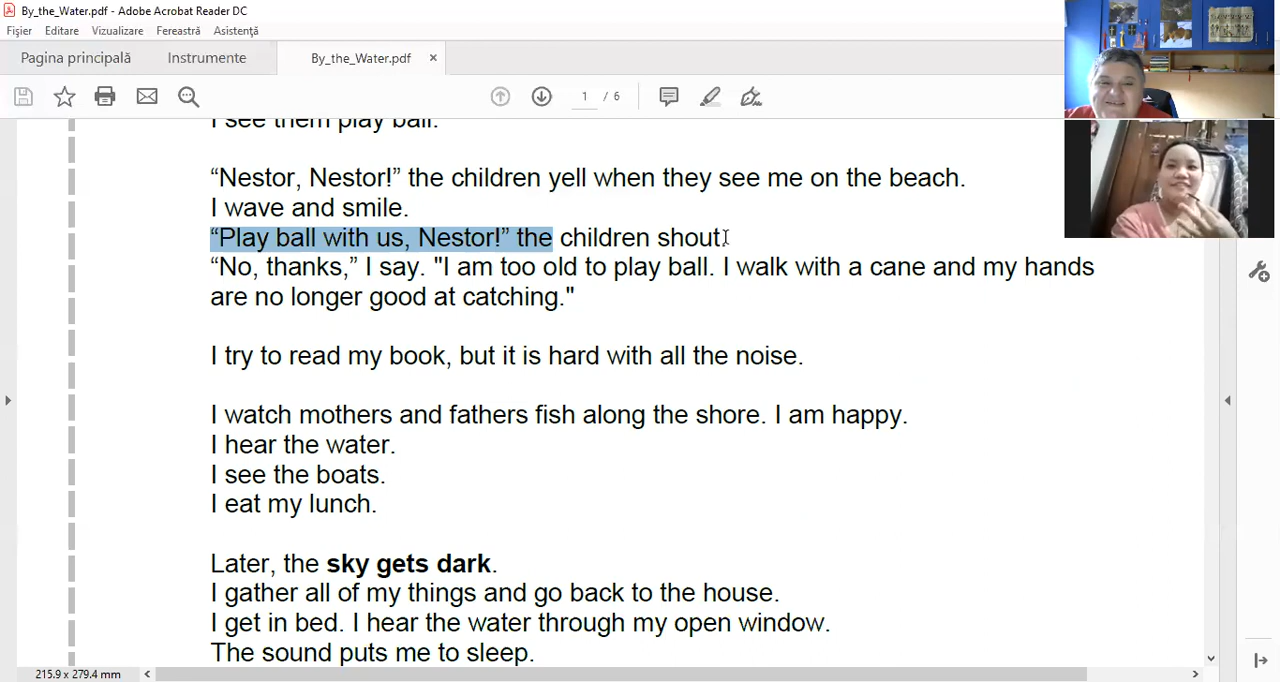 By_the_Water.pdf - Adobe Acrobat Reader DC
Fișier Editare Vizualizare Fereastră Asistență
Pagina principală Instrumente By_the_Water.pdf ×
1 / 6
I see them play ball.
“Nestor, Nestor!” the children yell when they see me on the beach.
I wave and smile.
“Play ball with us, Nestor!” the children shout.
“No, thanks,” I say. "I am too old to play ball. I walk with a cane and my hands
are no longer good at catching."
I try to read my book, but it is hard with all the noise.
I watch mothers and fathers fish along the shore. I am happy.
I hear the water.
I see the boats.
I eat my lunch.
Later, the sky gets dark.
I gather all of my things and go back to the house.
I get in bed. I hear the water through my open window.
The sound puts me to sleep.
215.9 x 279.4 mm